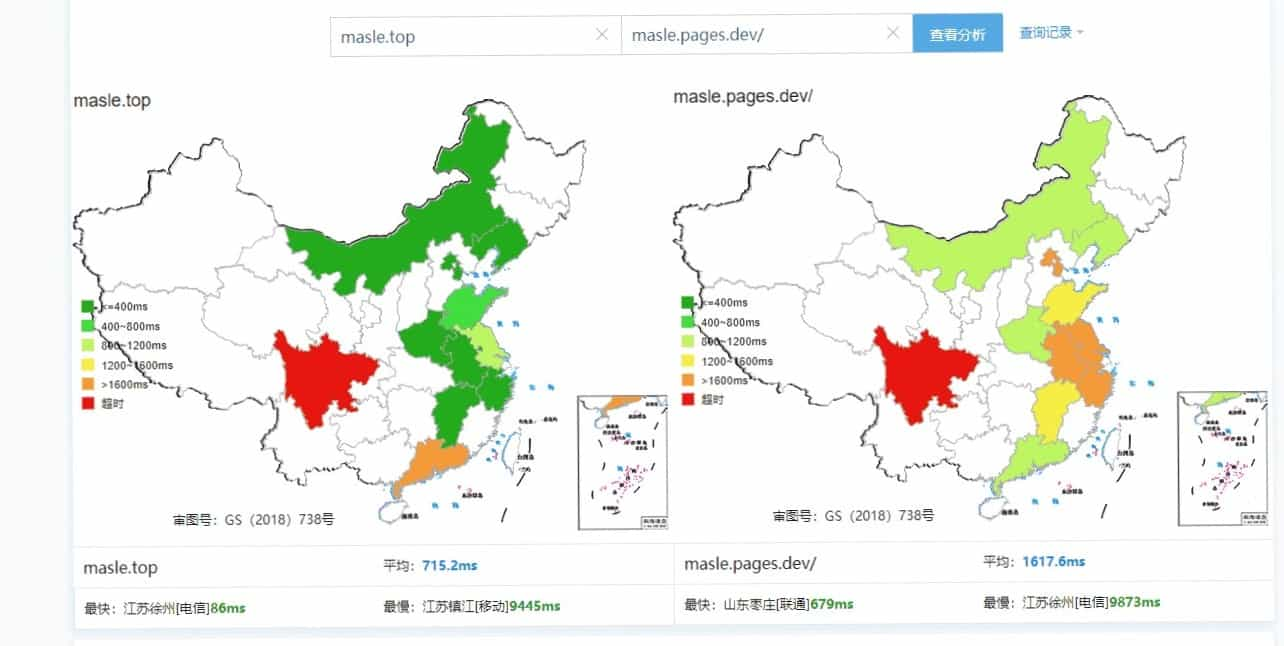 masle.top
masle.pages.dev/
查看分析
查询记录
masle.top
<=400ms
400~800ms
800~1200ms
1200~1600ms
>1600ms
超时
审图号：GS（2018）738号
masle.pages.dev/
<=400ms
400~800ms
800~1200ms
1200~1600ms
>1600ms
超时
审图号：GS（2018）738号
masle.top
平均：715.2ms
最快：江苏徐州[电信]86ms
最慢：江苏镇江[移动]9445ms
masle.pages.dev/
平均：1617.6ms
最快：山东枣庄[联通]679ms
最慢：江苏徐州[电信]9873ms